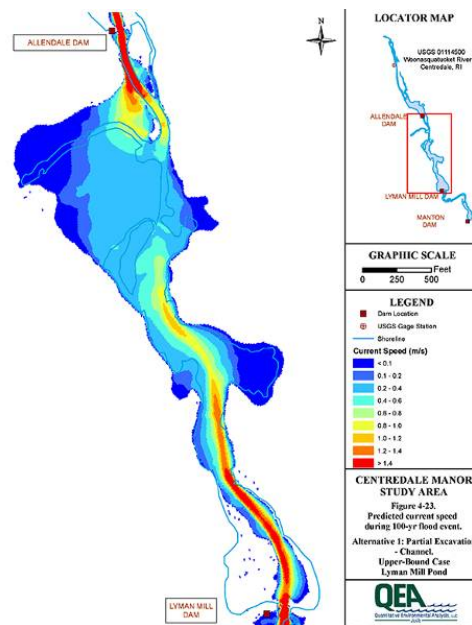 ALLENDALE DAM
LYMAN MILL
DAM
LOCATOR MAP
USGS 01114500
Woonasquatucket River
Centredale, RI
ALLENDALE
DAM
LYMAN MILL DAM
MANTON
DAM
GRAPHIC SCALE
Feet
0 250 500
LEGEND
Dam Location
USGS Gage Station
Shoreline
Current Speed (m/s)
< 0.1
0.1 - 0.2
0.2 - 0.4
0.4 - 0.6
0.6 - 0.8
0.8 - 1.0
1.0 - 1.2
1.2 - 1.4
> 1.4
CENTREDALE MANOR
STUDY AREA
Figure 4-23.
Predicted current speed
during 100-yr flood event.
Alternative 1: Partial Excavation
- Channel.
Upper-Bound Case
Lyman Mill Pond
QEA
Quantitative Environmental Analysis, LLC